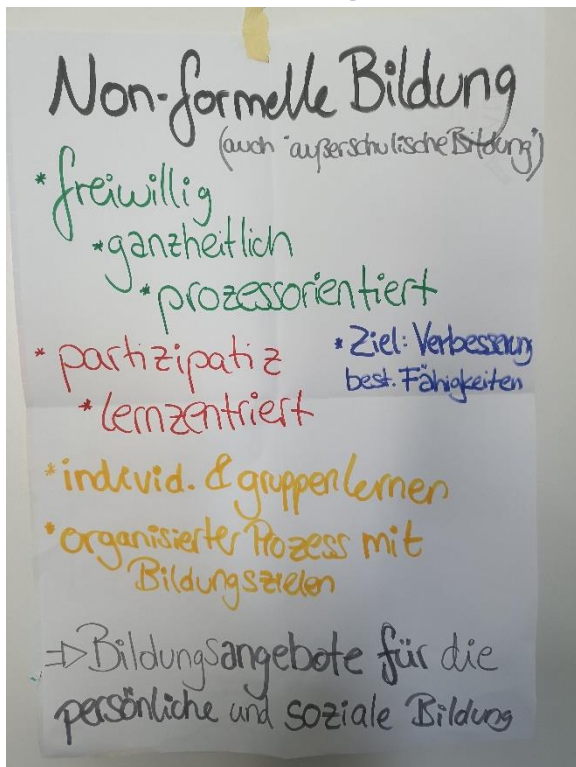 Non-formelle Bildung
(auch "außerschulische Bildung")
*freiwillig
*ganzheitlich
*prozessorientiert
*partizipatiz
*Ziel: Verbesserung
best. Fähigkeiten
*lernzentriert
*individ. & gruppenlernen
*organisierter Prozess mit
Bildungszielen
=> Bildungsangebote für die
persönliche und soziale Bildung